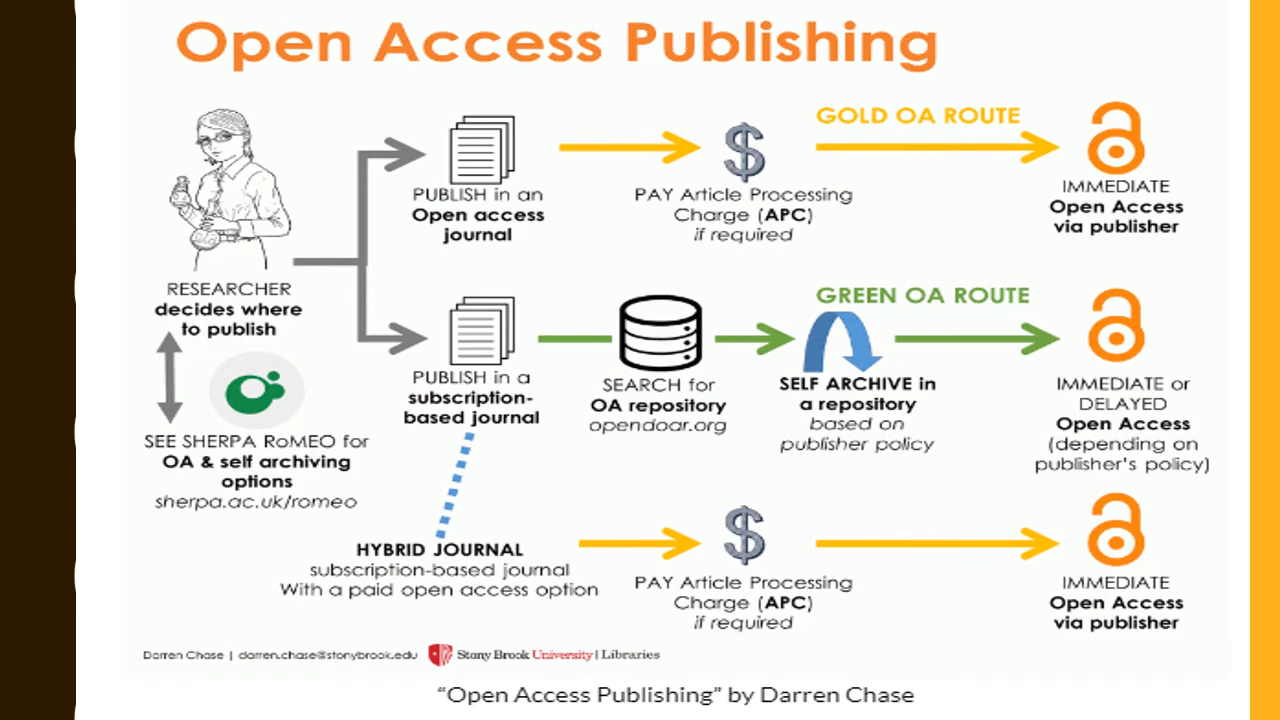 Open Access Publishing
GOLD OA ROUTE
PUBLISH in an
Open access
journal
PAY Article Processing
Charge (APC)
if required
IMMEDIATE
Open Access
via publisher
RESEARCHER
decides where
to publish
SEE SHERPA RoMEO for
OA & self archiving
options
sherpa.ac.uk/romeo
GREEN OA ROUTE
PUBLISH in a
subscription-
based journal
SEARCH for
OA repository
opendoar.org
SELF ARCHIVE in
a repository
based on
publisher policy
IMMEDIATE or
DELAYED
Open Access
(depending on
publisher's policy)
HYBRID JOURNAL
subscription-based journal
With a paid open access option
PAY Article Processing
Charge (APC)
if required
IMMEDIATE
Open Access
via publisher
Darren Chase | darren.chase@stonybrook.edu
Stony Brook University | Libraries
“Open Access Publishing” by Darren Chase